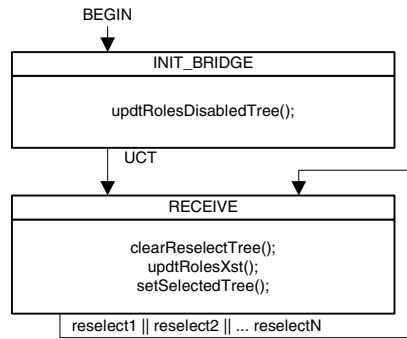 BEGIN
INIT_BRIDGE
updtRolesDisabledTree();
UCT
RECEIVE
clearReselectTree();
updtRolesXst();
setSelectedTree();
reselect1 || reselect2 || ... reselectN